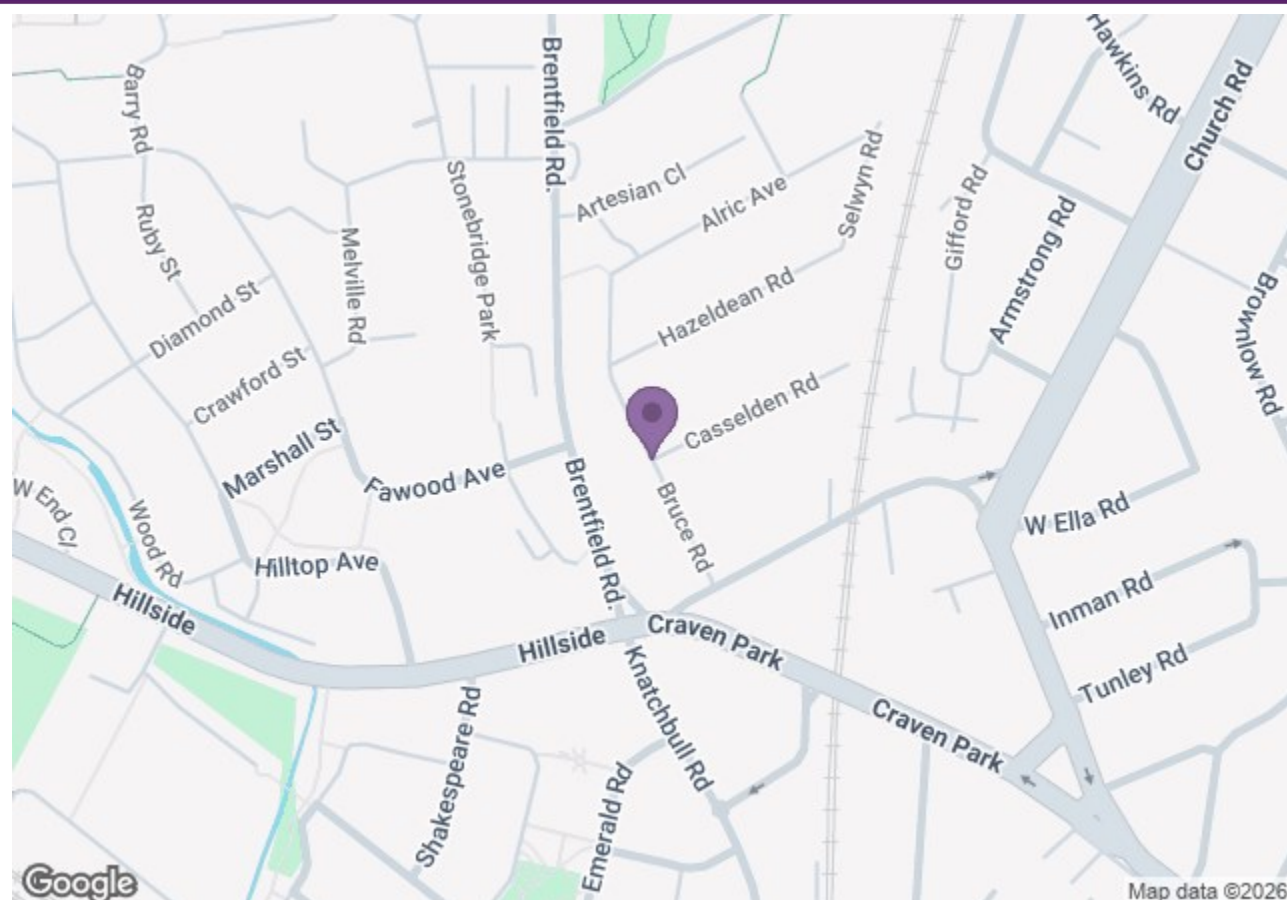 Hawkins Rd
Church Rd
Brentfield Rd.
Barry Rd
Artesian Cl
Alric Ave
Selwyn Rd
Gifford Rd
Armstrong Rd
Brownlow Rd
Ruby St
Stonebridge Park
Melville Rd
Diamond St
Hazeldean Rd
Crawford St
Casselden Rd
Marshall St
Fawood Ave
Brentfield Rd.
Bruce Rd
W Ella Rd
W End Cl
Wood Rd
Hilltop Ave
Inman Rd
Hillside
Hillside
Craven Park
Tunley Rd
Knatchbull Rd
Craven Park
Shakespeare Rd
Emerald Rd
Google
Map data ©2026